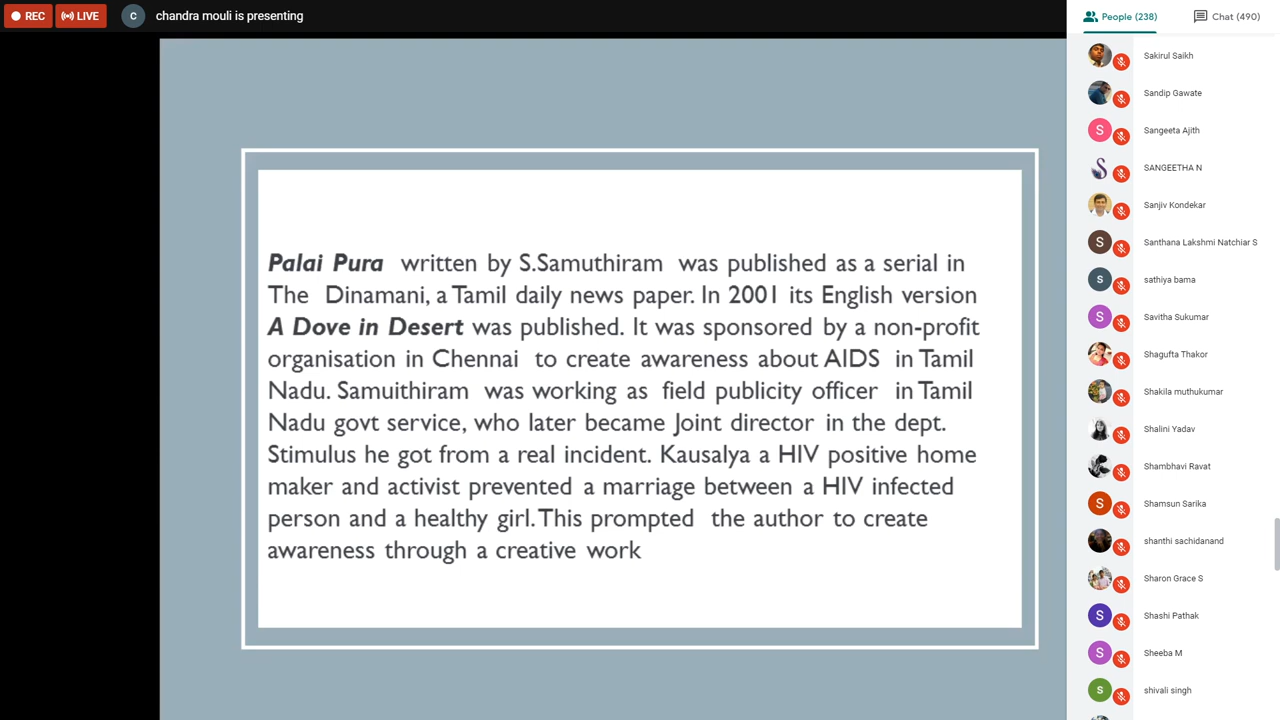 REC
LIVE
C
chandra mouli is presenting
People (238)
Chat (490)
Palai Pura written by S.Samuthiram was published as a serial in
The Dinamani, a Tamil daily news paper. In 2001 its English version
A Dove in Desert was published. It was sponsored by a non-profit
organisation in Chennai to create awareness about AIDS in Tamil
Nadu. Samuithiram was working as field publicity officer in Tamil
Nadu govt service, who later became Joint director in the dept.
Stimulus he got from a real incident. Kausalya a HIV positive home
maker and activist prevented a marriage between a HIV infected
person and a healthy girl. This prompted the author to create
awareness through a creative work
Sakirul Saikh
Sandip Gawate
S Sangeeta Ajith
SANGEETHA N
Sanjiv Kondekar
S Santhana Lakshmi Natchiar S
s sathiya bama
S Savitha Sukumar
Shagufta Thakor
Shakila muthukumar
Shalini Yadav
Shambhavi Ravat
S Shamsun Sarika
shanthi sachidanand
Sharon Grace S
S Shashi Pathak
S Sheeba M
s shivali singh